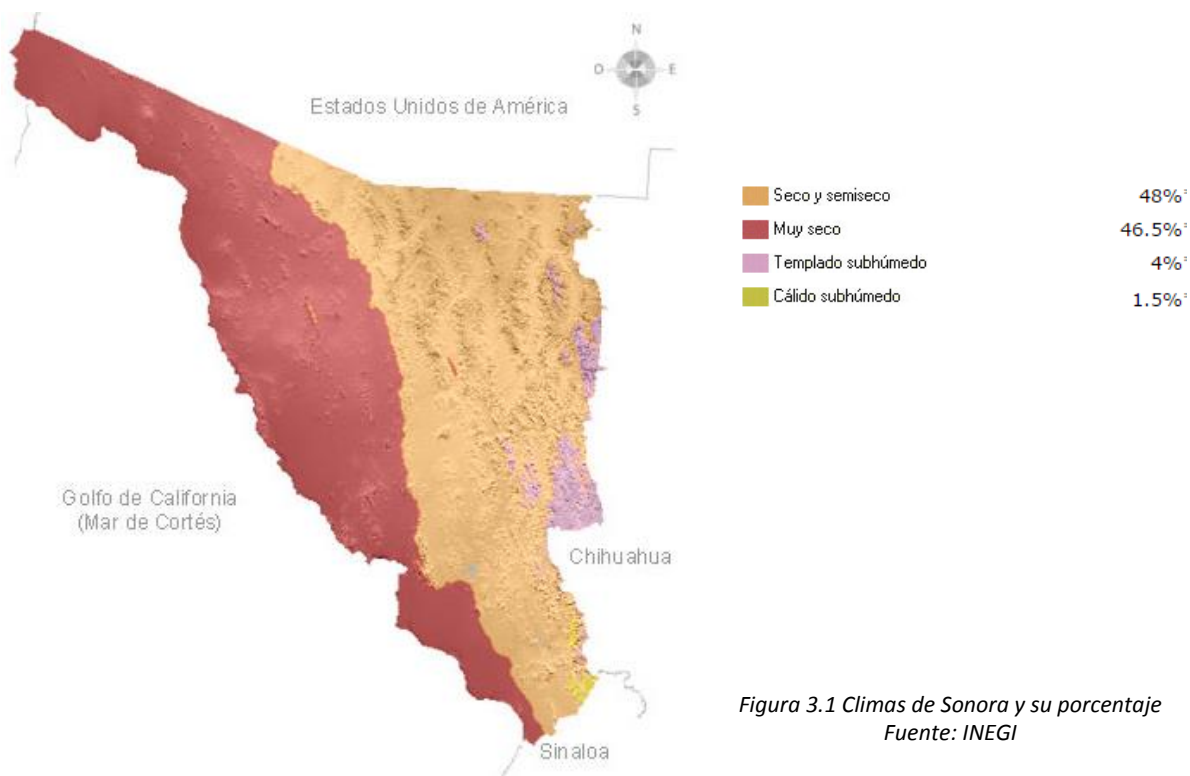 N
O E
S
Estados Unidos de América
Seco y semiseco 48%*
Muy seco 46.5%*
Templado subhúmedo 4%*
Cálido subhúmedo 1.5%*
Golfo de California
(Mar de Cortés)
Chihuahua
Sinaloa
Figura 3.1 Climas de Sonora y su porcentaje
Fuente: INEGI